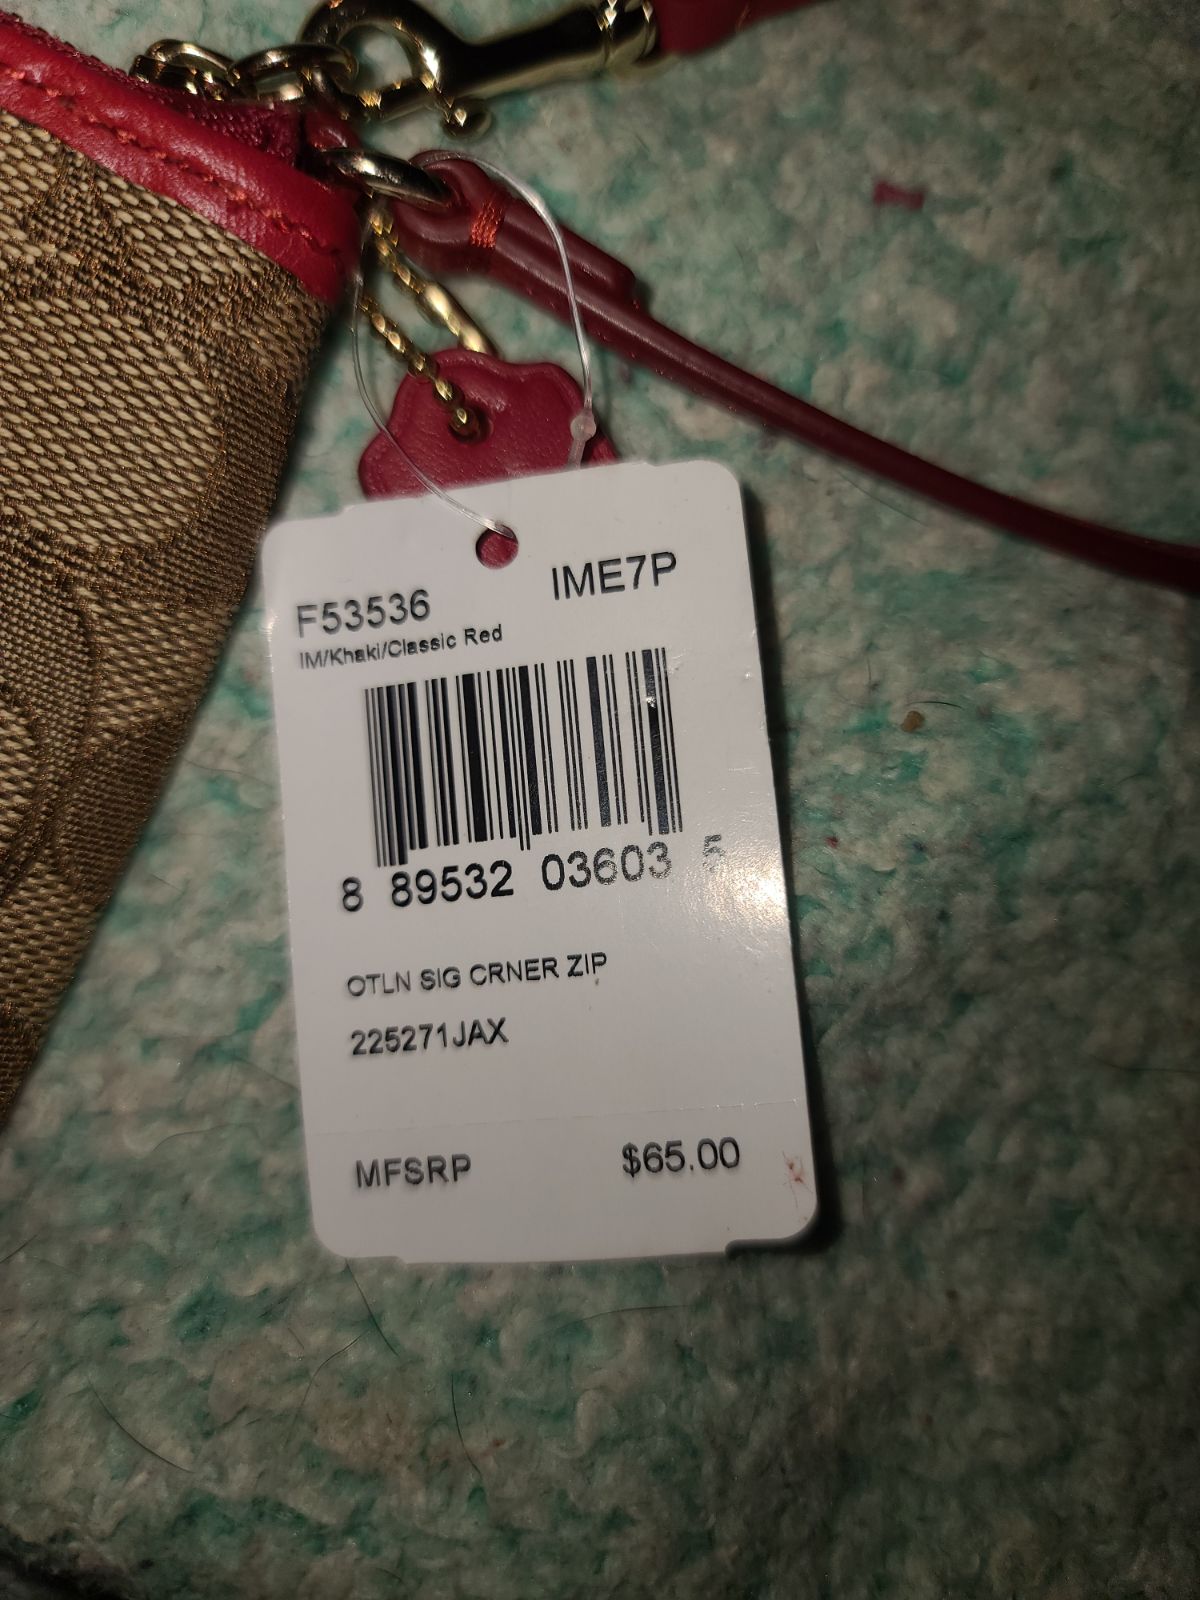 F53536 IME7P
IM/Khaki/Classic Red
8 89532 03603 5
OTLN SIG CRNER ZIP
225271JAX
MFSRP $65.00